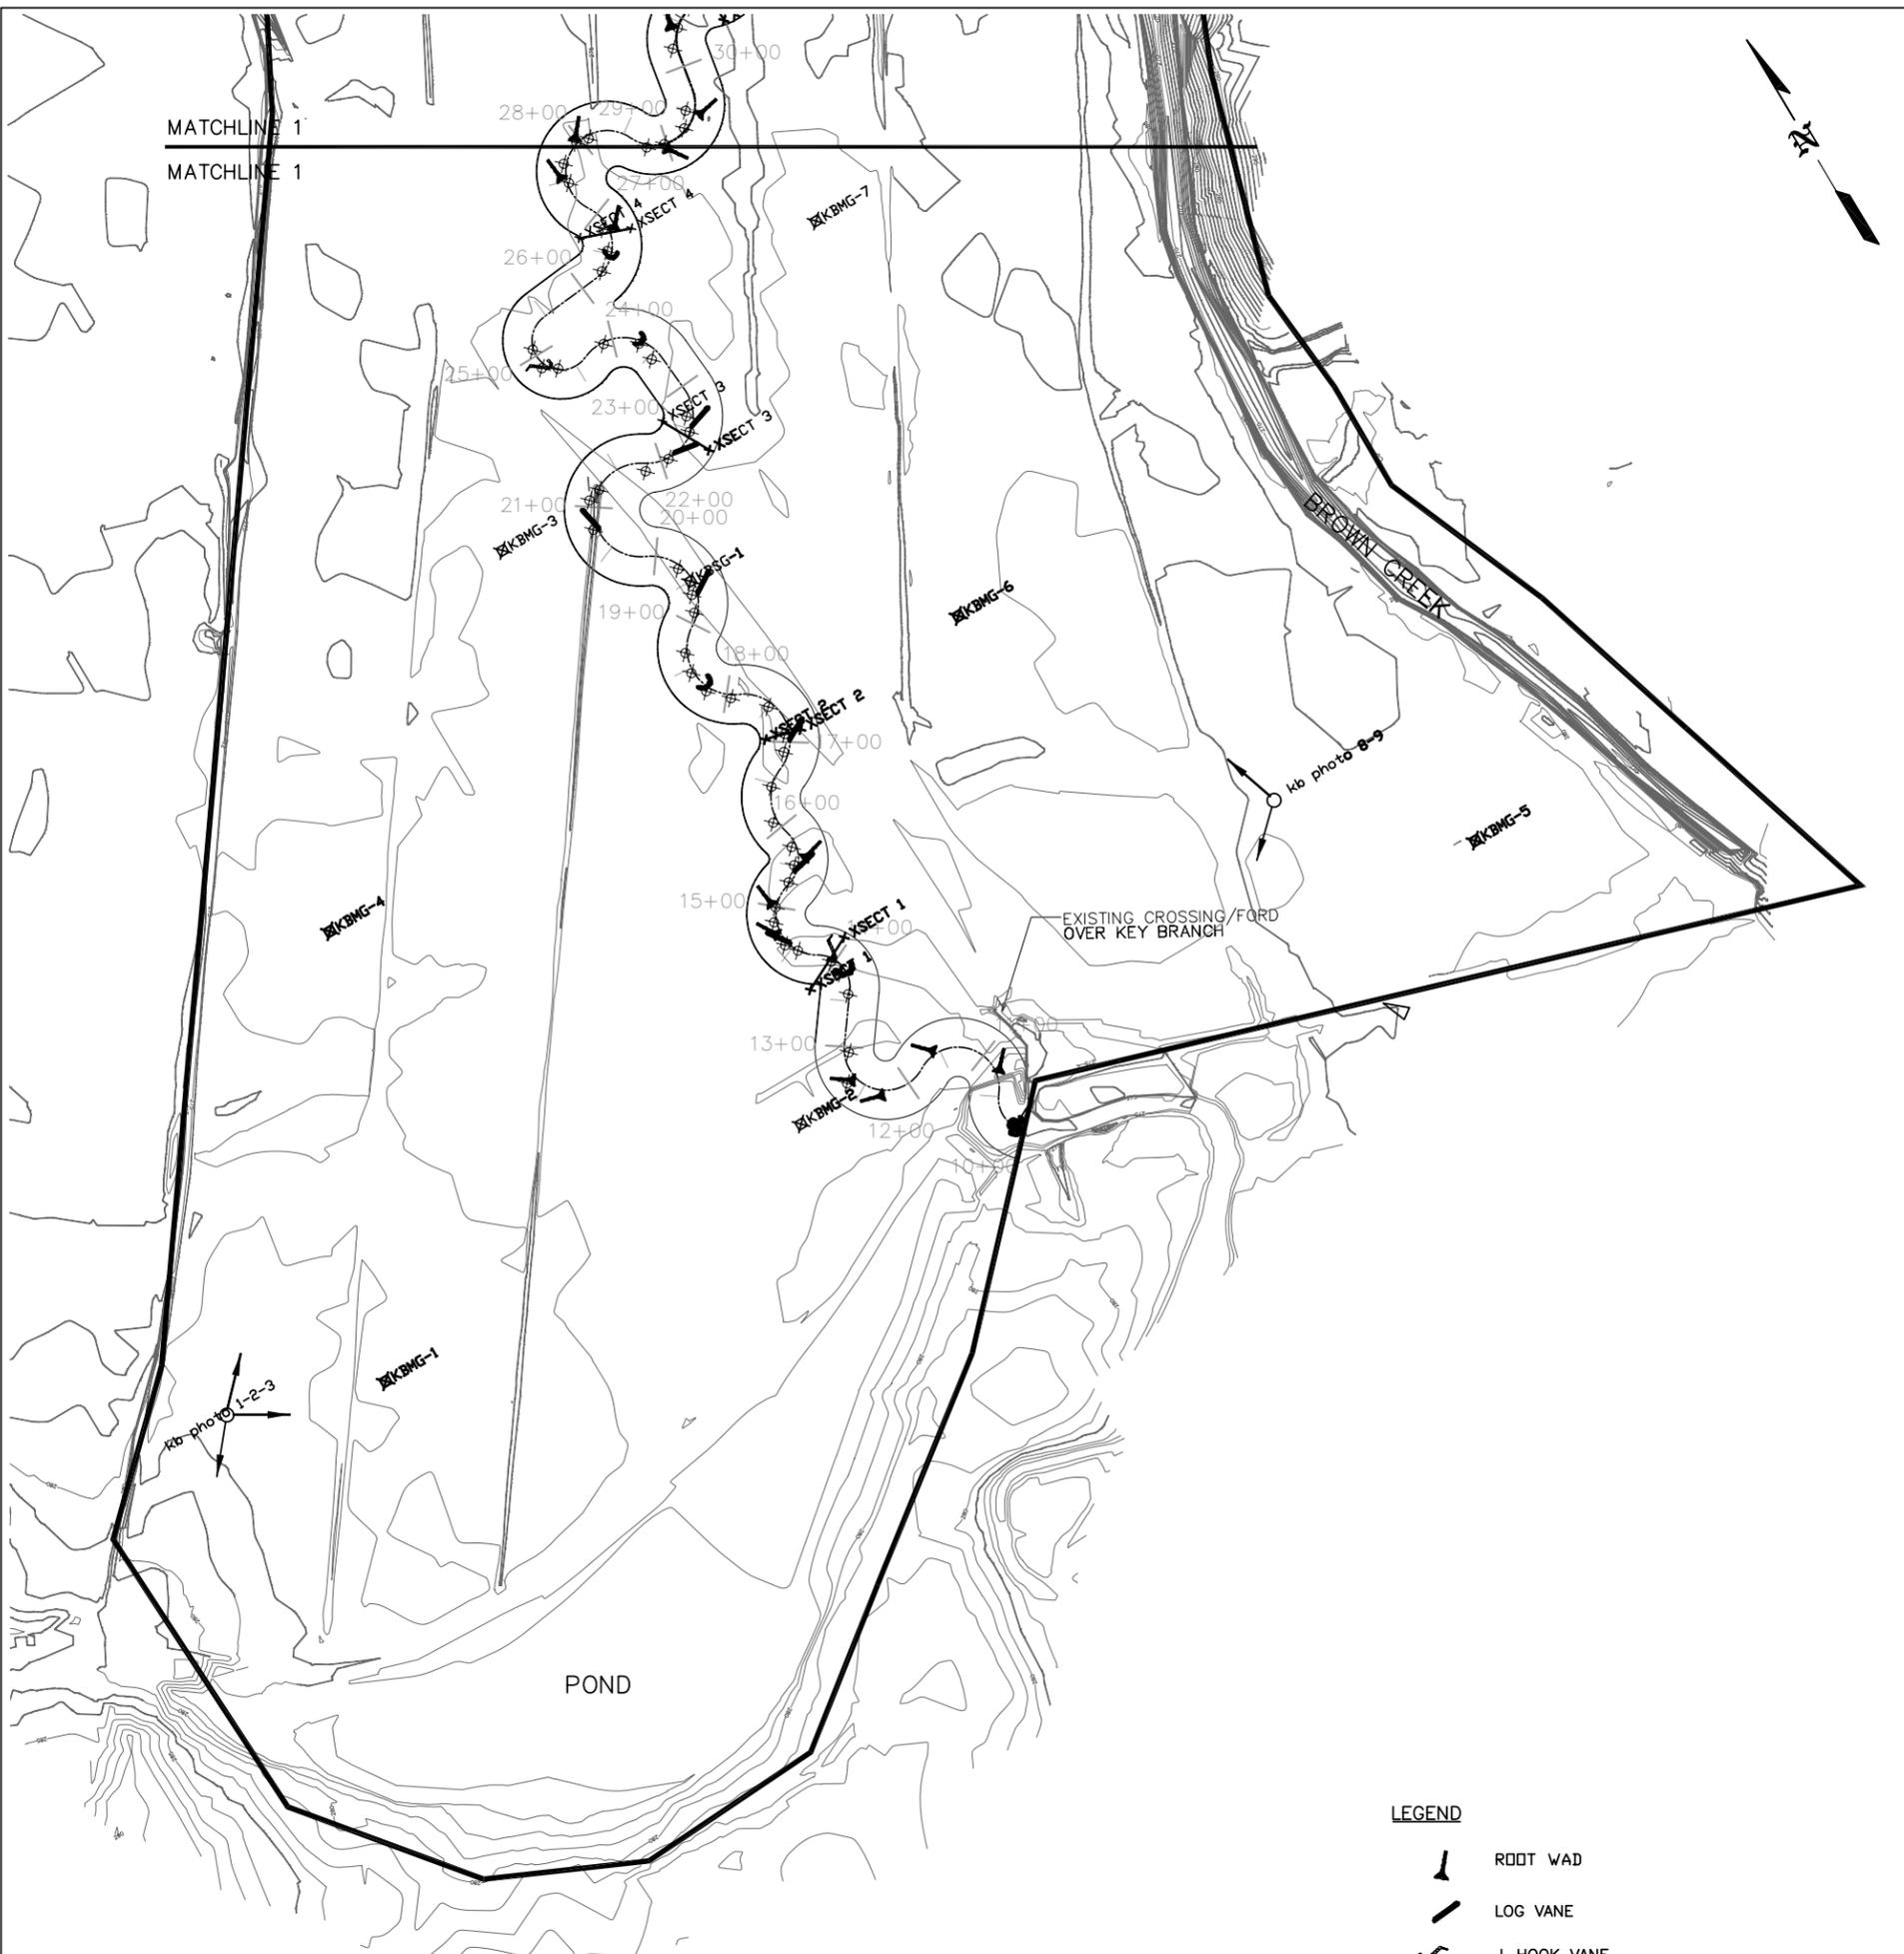 30+00
28+00
29+00
MATCHLINE 1
MATCHLINE 1
N
27+00
KBMG-7
XSECT 4
XSECT 4
26+00
24+00
25+00
23+00
XSECT 3
XSECT 3
21+00
22+00
20+00
KBMG-3
BROWN CREEK
KBSG-1
KBMG-6
19+00
18+00
XSECT 2
XSECT 2
17+00
kb photo 8-9
16+00
KBMG-5
15+00
KBMG-4
XSECT 1
EXISTING CROSSING/FORD
OVER KEY BRANCH
XSECT 1
13+00
KBMG-2
12+00
10+00
KBMG-1
kb photo 1-2-3
POND
LEGEND
ROOT WAD
LOG VANE
J HOOK VANE